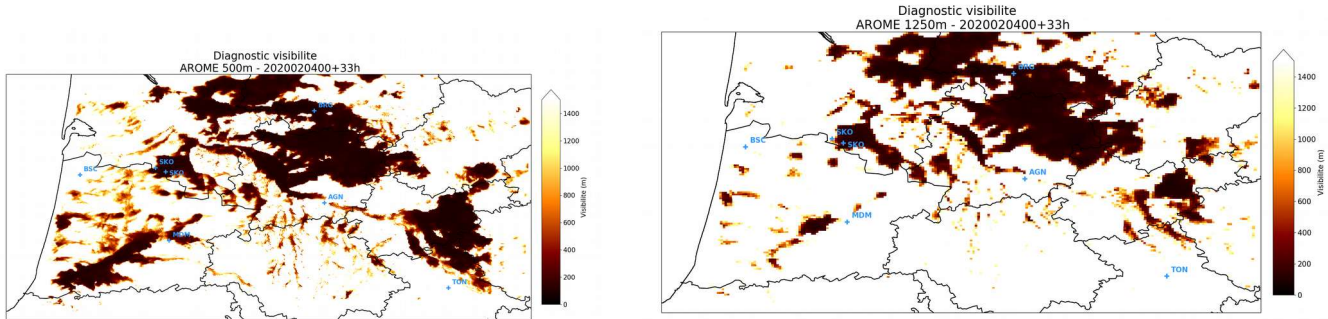 Diagnostic visibilite
AROME 500m - 2020020400+33h
BRG
SKO
SKO
BSC
AGN
MDM
TON
1400
1200
1000
800
600
400
200
0
Visibilite (m)
Diagnostic visibilite
AROME 1250m - 2020020400+33h
BRG
SKO
SKO
BSC
AGN
MDM
TON
1400
1200
1000
800
600
400
200
0
Visibilite (m)